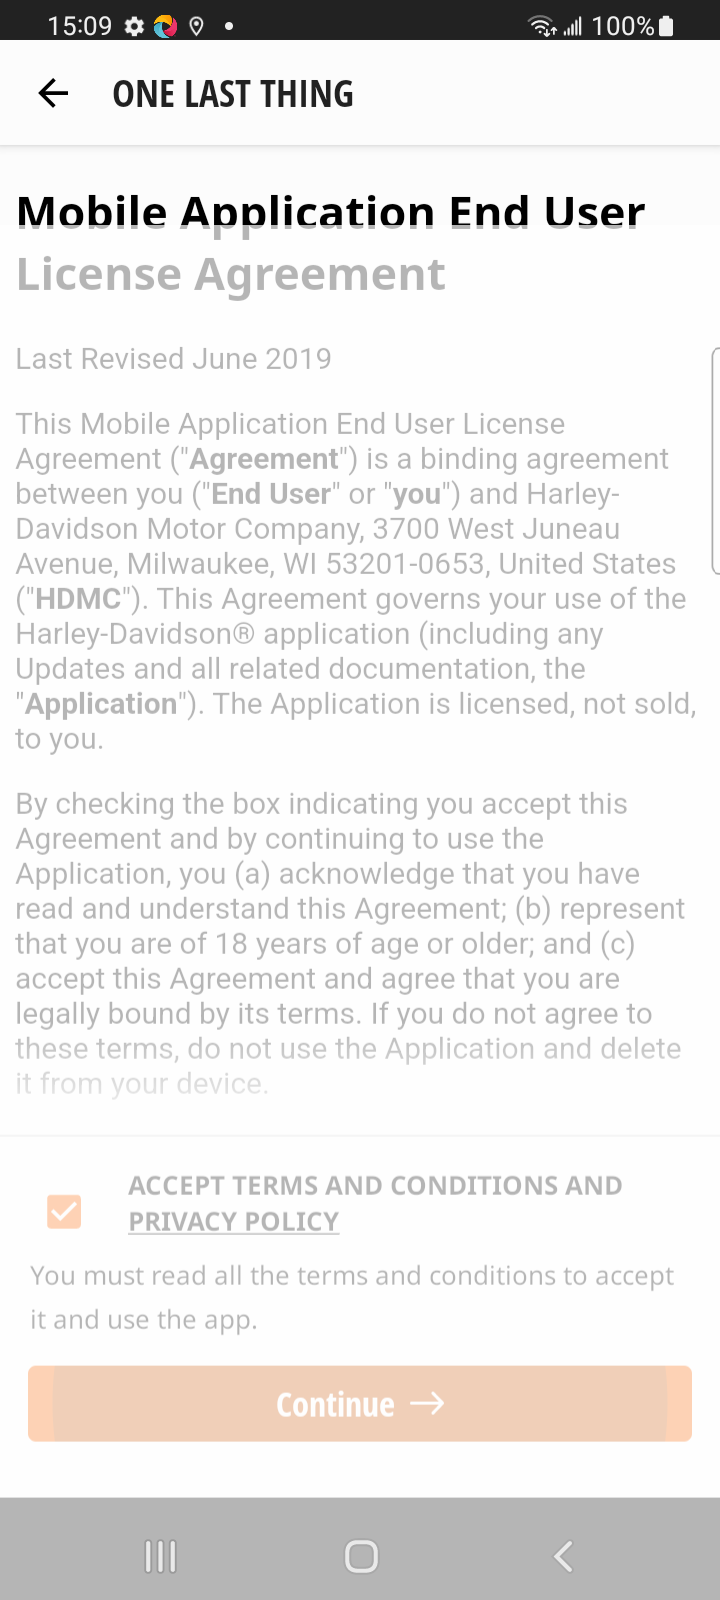 15:09
100%
ONE LAST THING
Mobile Application End User
License Agreement
Last Revised June 2019
This Mobile Application End User License
Agreement ("Agreement") is a binding agreement
between you ("End User" or "you") and Harley-
Davidson Motor Company, 3700 West Juneau
Avenue, Milwaukee, WI 53201-0653, United States
("HDMC"). This Agreement governs your use of the
Harley-Davidson® application (including any
Updates and all related documentation, the
"Application"). The Application is licensed, not sold,
to you.
By checking the box indicating you accept this
Agreement and by continuing to use the
Application, you (a) acknowledge that you have
read and understand this Agreement; (b) represent
that you are of 18 years of age or older; and (c)
accept this Agreement and agree that you are
legally bound by its terms. If you do not agree to
these terms, do not use the Application and delete
it from your device.
ACCEPT TERMS AND CONDITIONS AND
PRIVACY POLICY
You must read all the terms and conditions to accept
it and use the app.
Continue